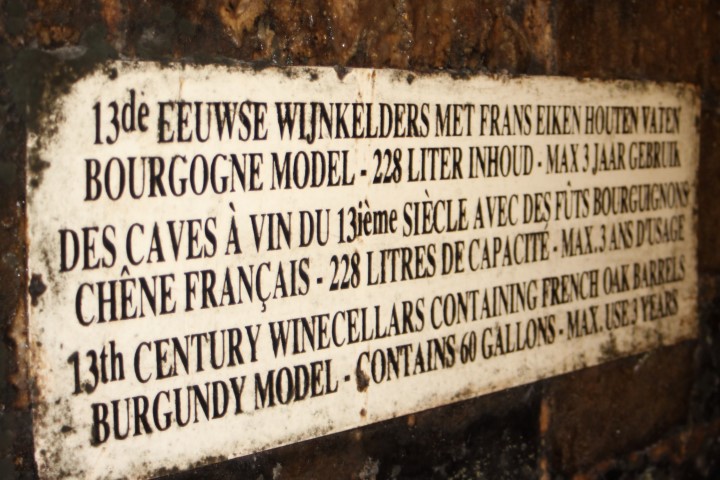 13de EEUWSE WIJNKELDERS MET FRANS EIKEN HOUTEN VATEN
BOURGOGNE MODEL - 228 LITER INHOUD - MAX 3 JAAR GEBRUIK
DES CAVES À VIN DU 13ième SIÈCLE AVEC DES FÛTS BOURGUIGNONS
CHÊNE FRANÇAIS - 228 LITRES DE CAPACITÉ - MAX. 3 ANS D'USAGE
13th CENTURY WINECELLARS CONTAINING FRENCH OAK BARRELS
BURGUNDY MODEL - CONTAINS 60 GALLONS - MAX. USE 3 YEARS